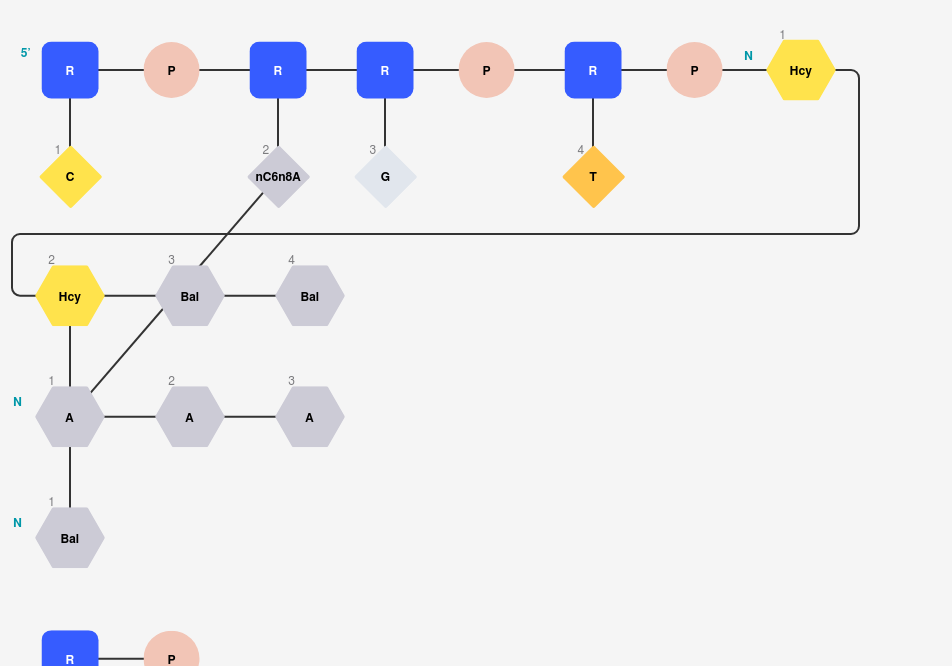 1
5' R P R R P R P N Hcy
1 2 3 4
C nC6n8A G T
2 3 4
Hcy Bal Bal
1 2 3
N A A A
1
N Bal
R P